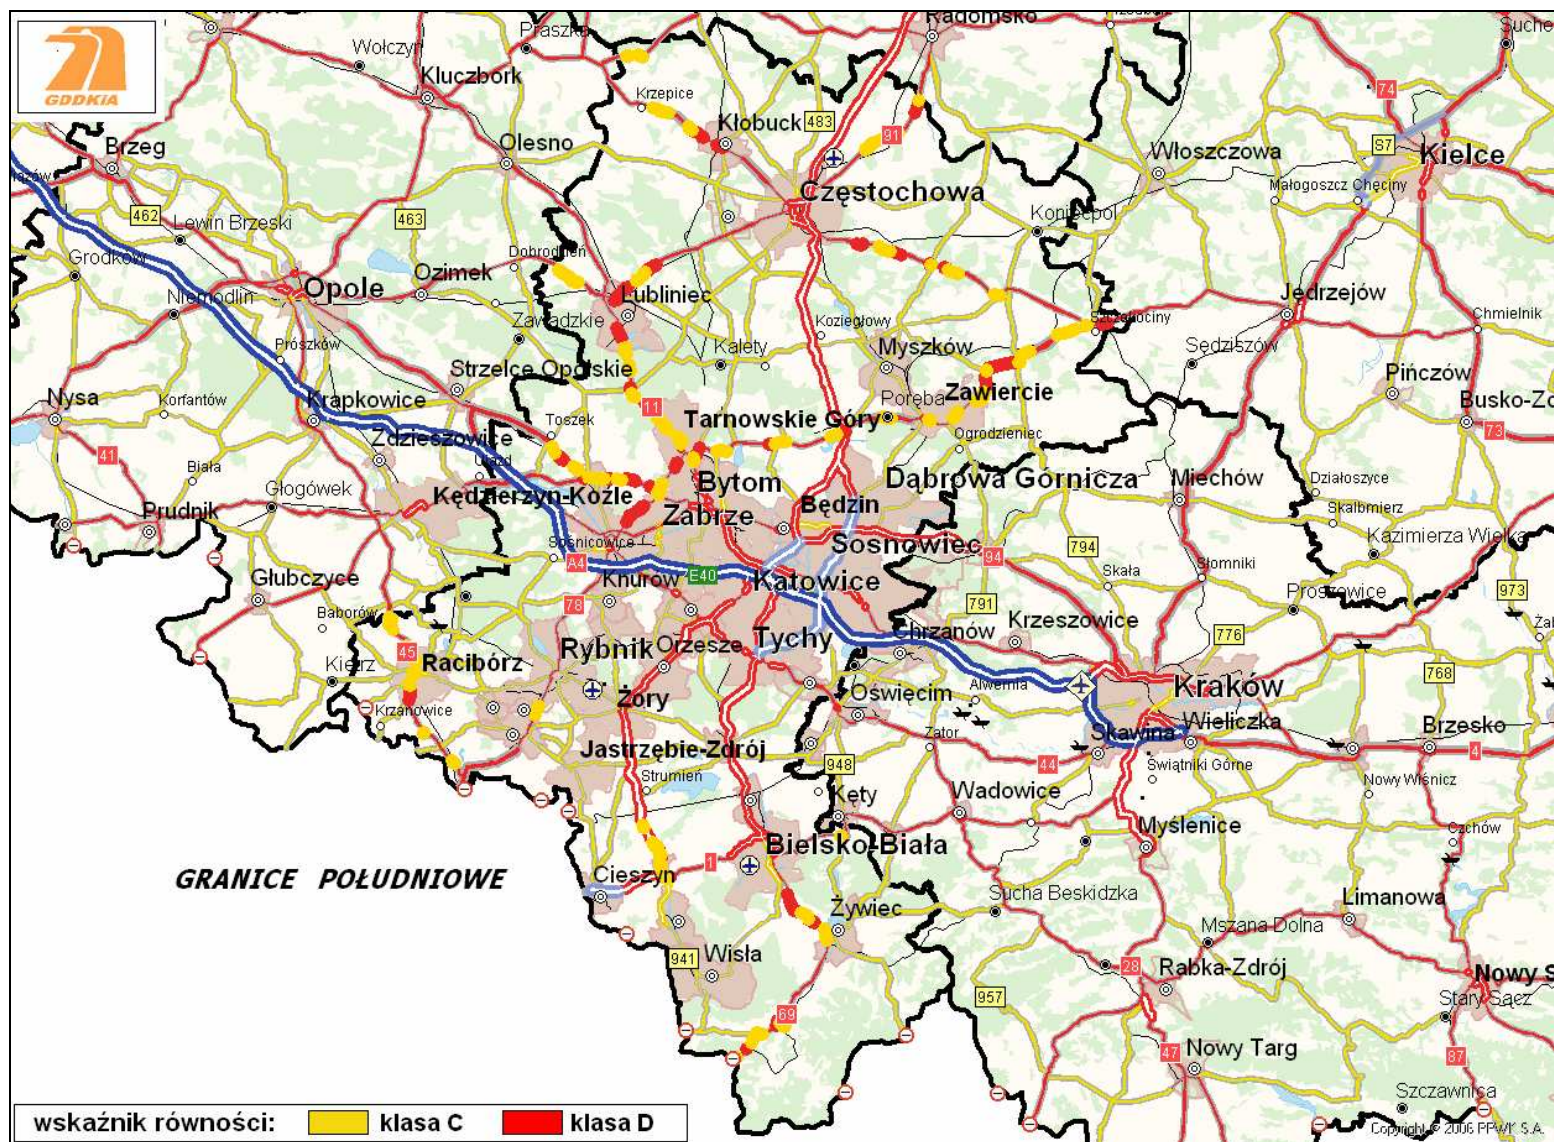 GDDKiA
Radomsko
Praszka
Wołczyn
Kluczbork
Krzepice
Kłobuck
483
91
74
S7
Kielce
Brzeg
Olesno
Włoszczowa
Małogoszcz
Chęciny
Częstochowa
462
Lewin Brzeski
463
Koniecpol
Dobrodzień
Grodków
Ozimek
Opole
Lubliniec
Jędrzejów
Niemodlin
Zawadzkie
Koziegłowy
Szczekociny
Chmielnik
Prószków
Kalety
Myszków
Sędziszów
Strzelce Opolskie
Pińczów
Nysa
Korfantów
Krapkowice
11
Poręba
Zawiercie
Toszek
Tarnowskie Góry
73
Zdzieszowice
Ogrodzieniec
41
Ujazd
Biała
Głogówek
Bytom
Dąbrowa Górnicza
Miechów
Działoszyce
Kędzierzyn-Koźle
Zabrze
Będzin
Prudnik
Skalbmierz
Kazimierza Wielka
Sośnicowice
Sosnowiec
94
794
A4
E40
Katowice
Knurów
Skała
Słomniki
Głubczyce
78
Proszowice
973
791
Baborów
Krzeszowice
776
Chrzanów
Tychy
Rybnik
Orzesze
45
Racibórz
Kietrz
768
Oświęcim
Alwernia
Kraków
Żory
Krzanowice
Wieliczka
Brzesko
Skawina
Zator
Jastrzębie-Zdrój
4
948
44
Świątniki Górne
Strumień
Nowy Wiśnicz
Kęty
Wadowice
Myślenice
Czchów
Bielsko-Biała
1
GRANICE POŁUDNIOWE
Cieszyn
Sucha Beskidzka
Limanowa
Żywiec
Mszana Dolna
Wisła
941
28
Rabka-Zdrój
957
Stary Sącz
69
47
Nowy Targ
87
Szczawnica
wskaźnik równości: klasa C klasa D
Copyright © 2006 PPWK S.A.